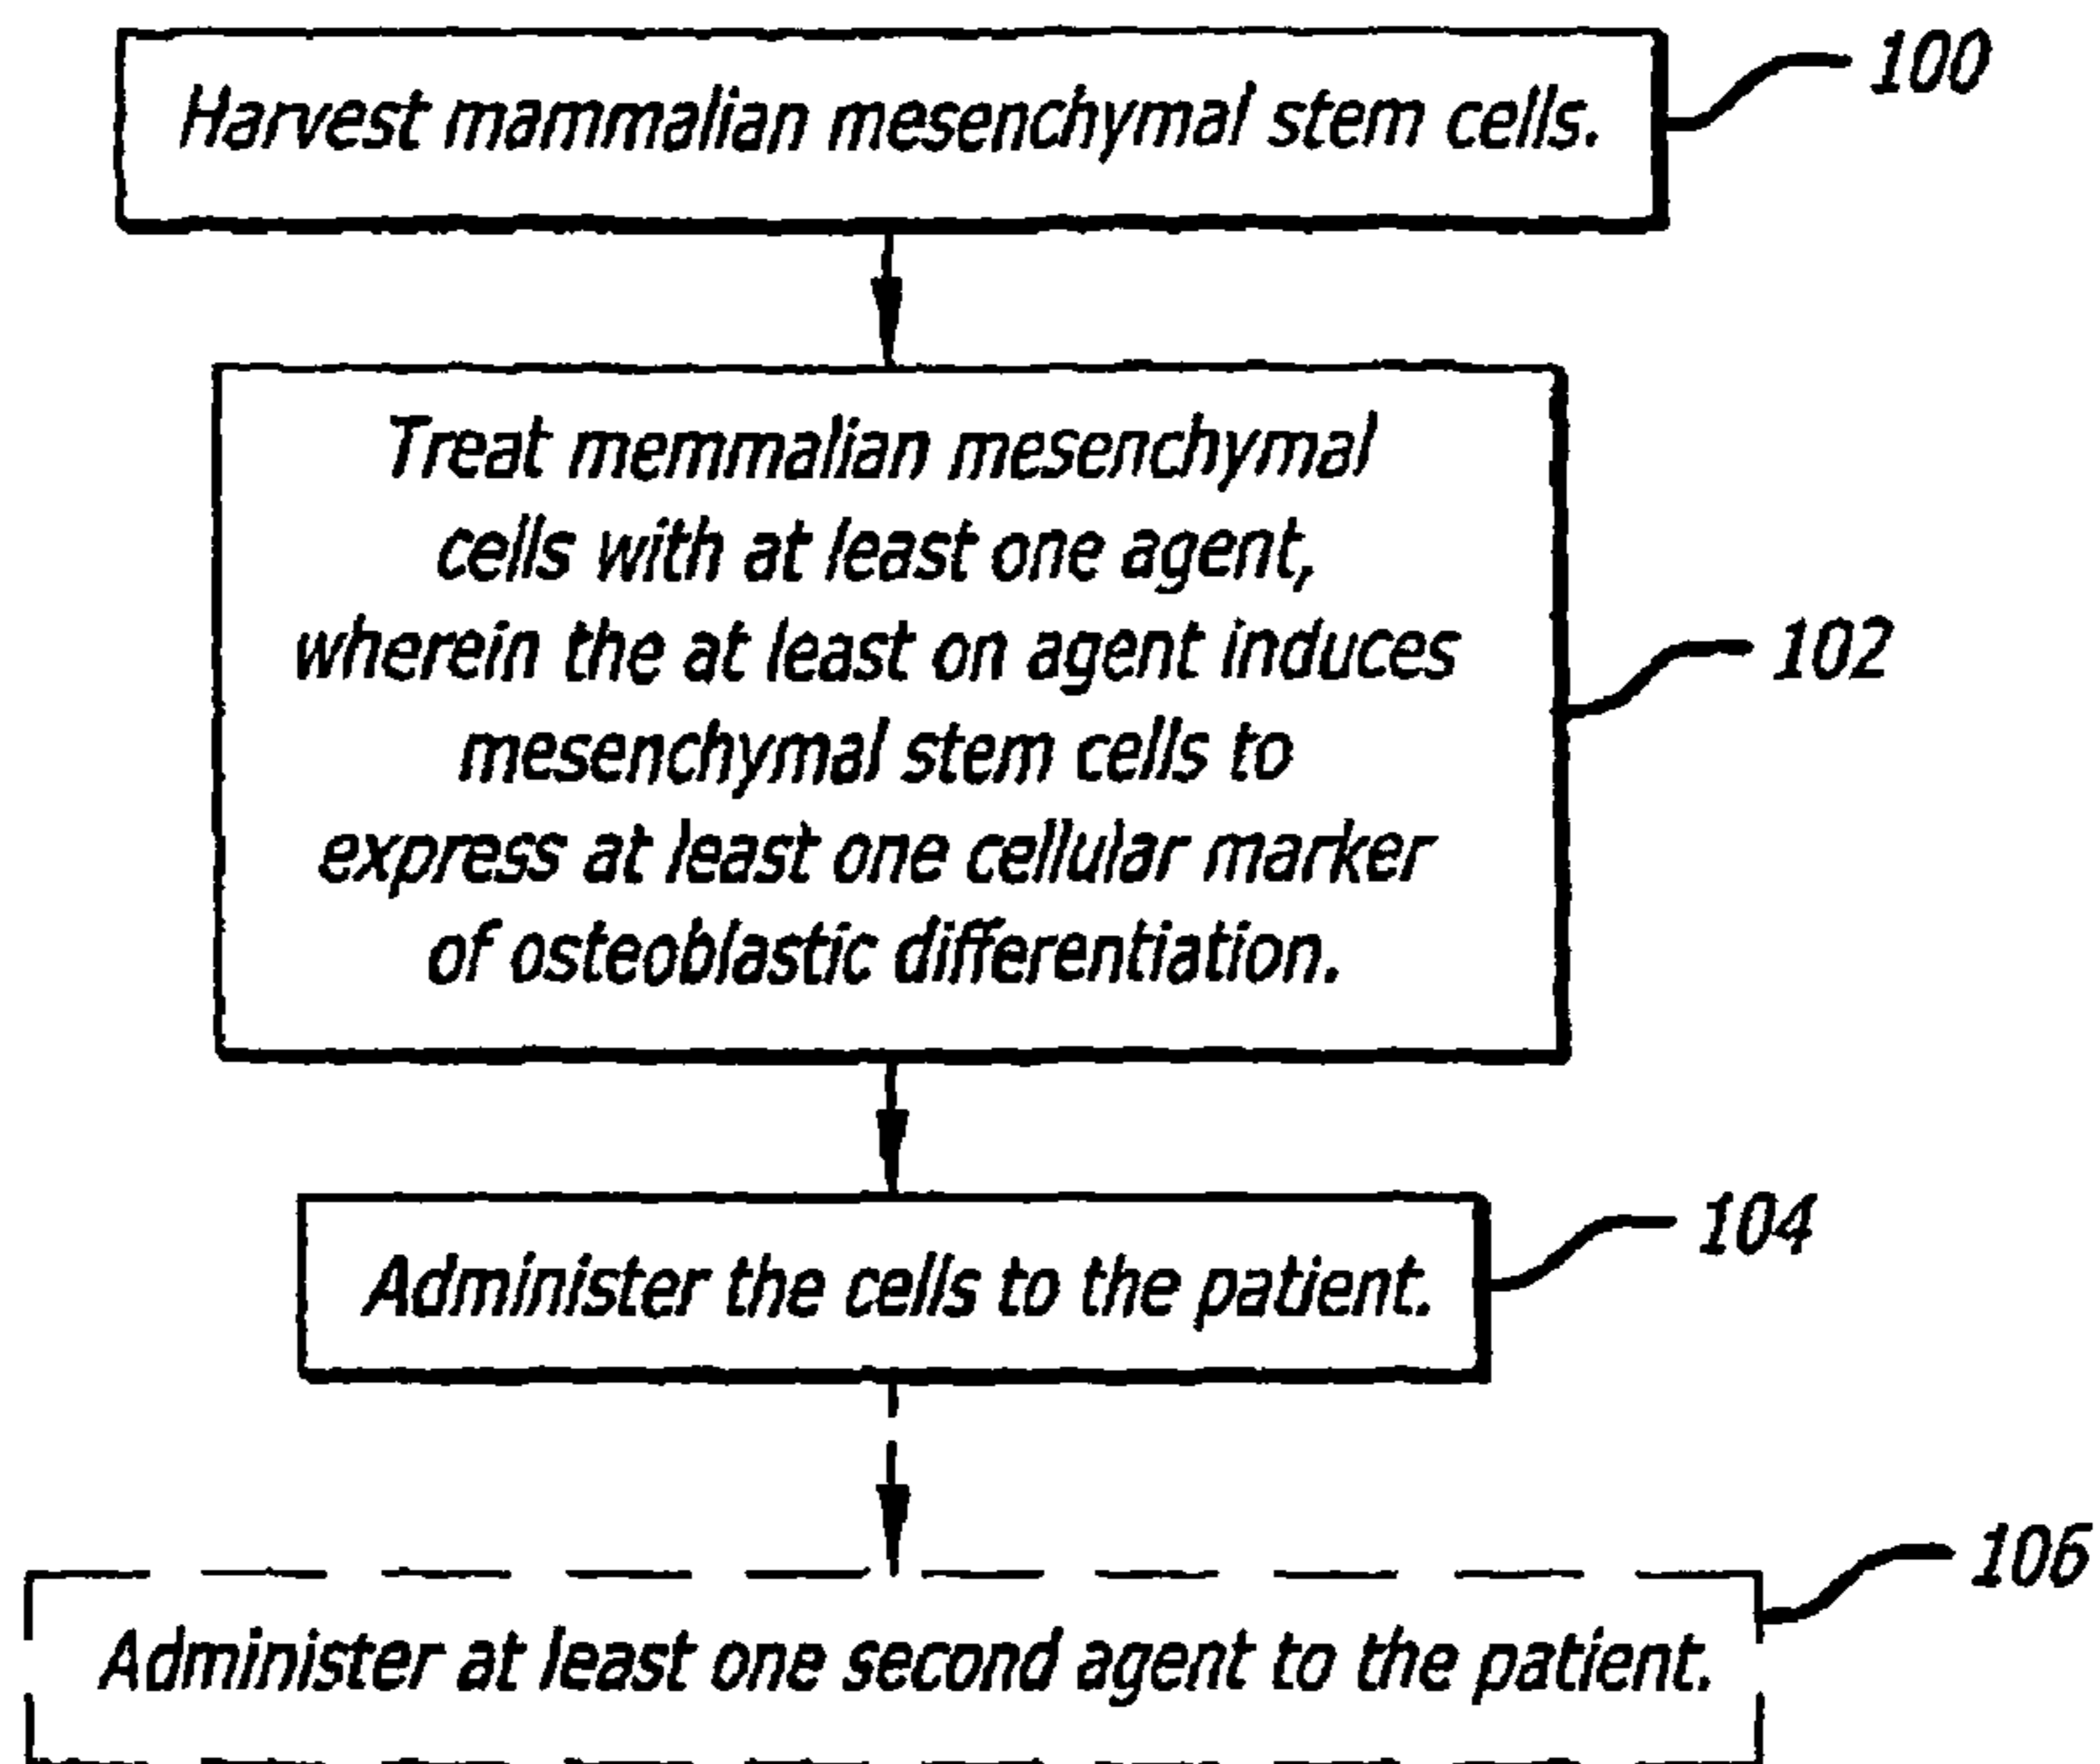 Harvest mammalian mesenchymal stem cells.
100
Treat memmalian mesenchymal
cells with at least one agent,
wherein the at least on agent induces
mesenchymal stem cells to
express at least one cellular marker
of osteoblastic differentiation.
102
Administer the cells to the patient.
104
Administer at least one second agent to the patient.
106